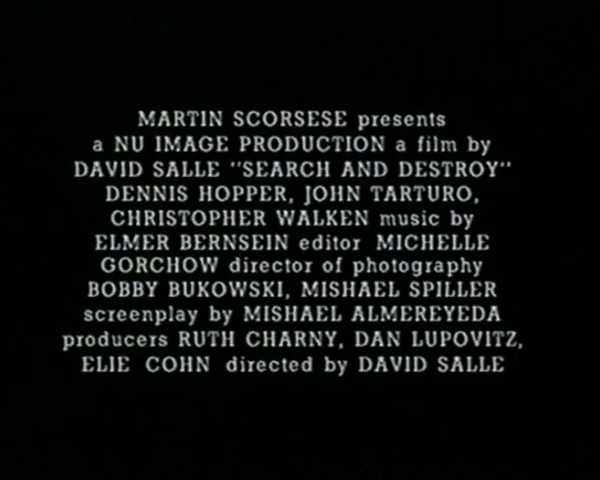 MARTIN SCORSESE presents
a NU IMAGE PRODUCTION a film by
DAVID SALLE "SEARCH AND DESTROY"
DENNIS HOPPER, JOHN TARTURO,
CHRISTOPHER WALKEN music by
ELMER BERNSEIN editor MICHELLE
GORCHOW director of photography
BOBBY BUKOWSKI, MISHAEL SPILLER
screenplay by MISHAEL ALMEREYEDA
producers RUTH CHARNY, DAN LUPOVITZ,
ELIE COHN directed by DAVID SALLE